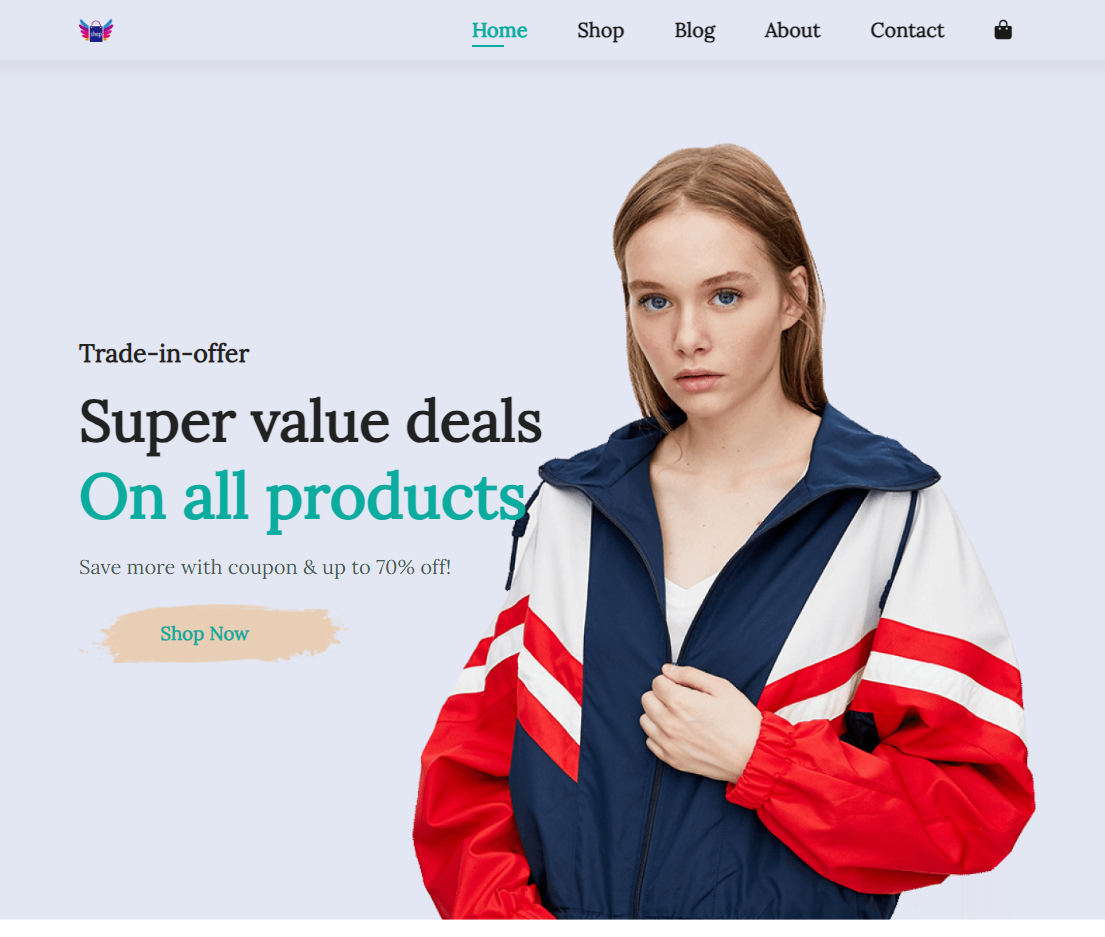 shop
Home Shop Blog About Contact
Trade-in-offer
Super value deals
On all products
Save more with coupon & up to 70% off!
Shop Now